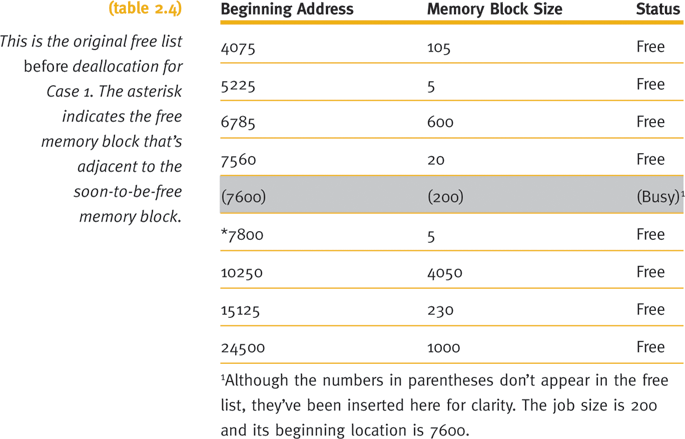 (table 2.4)
This is the original free list
before deallocation for
Case 1. The asterisk
indicates the free
memory block that's
adjacent to the
soon-to-be-free
memory block.
Beginning Address Memory Block Size Status
4075 105 Free
5225 5 Free
6785 600 Free
7560 20 Free
(7600) (200) (Busy)¹
*7800 5 Free
10250 4050 Free
15125 230 Free
24500 1000 Free
¹Although the numbers in parentheses don't appear in the free
list, they've been inserted here for clarity. The job size is 200
and its beginning location is 7600.